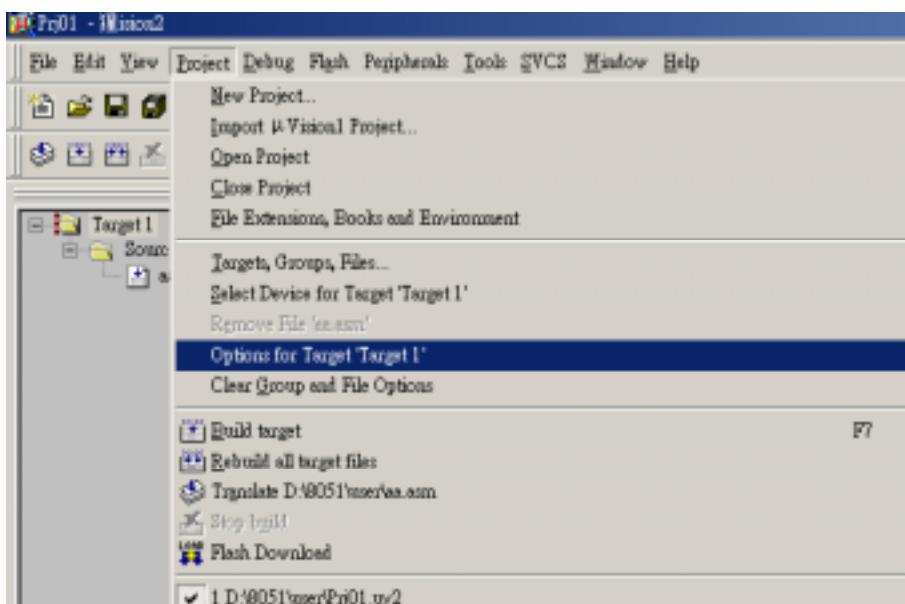 Prj01 - µVision2
File Edit View Project Debug Flash Peripherals Tools SVCS Window Help
New Project...
Import µVision1 Project...
Open Project
Close Project
File Extensions, Books and Environment
Target 1
Sourc
a
Targets, Groups, Files...
Select Device for Target 'Target 1'
Remove File 'aa.asm'
Options for Target 'Target 1'
Clear Group and File Options
Build target F7
Rebuild all target files
Translate D:\8051\user\aa.asm
Stop build
LOAD
Flash Download
1 D:\8051\user\Prj01.uv2